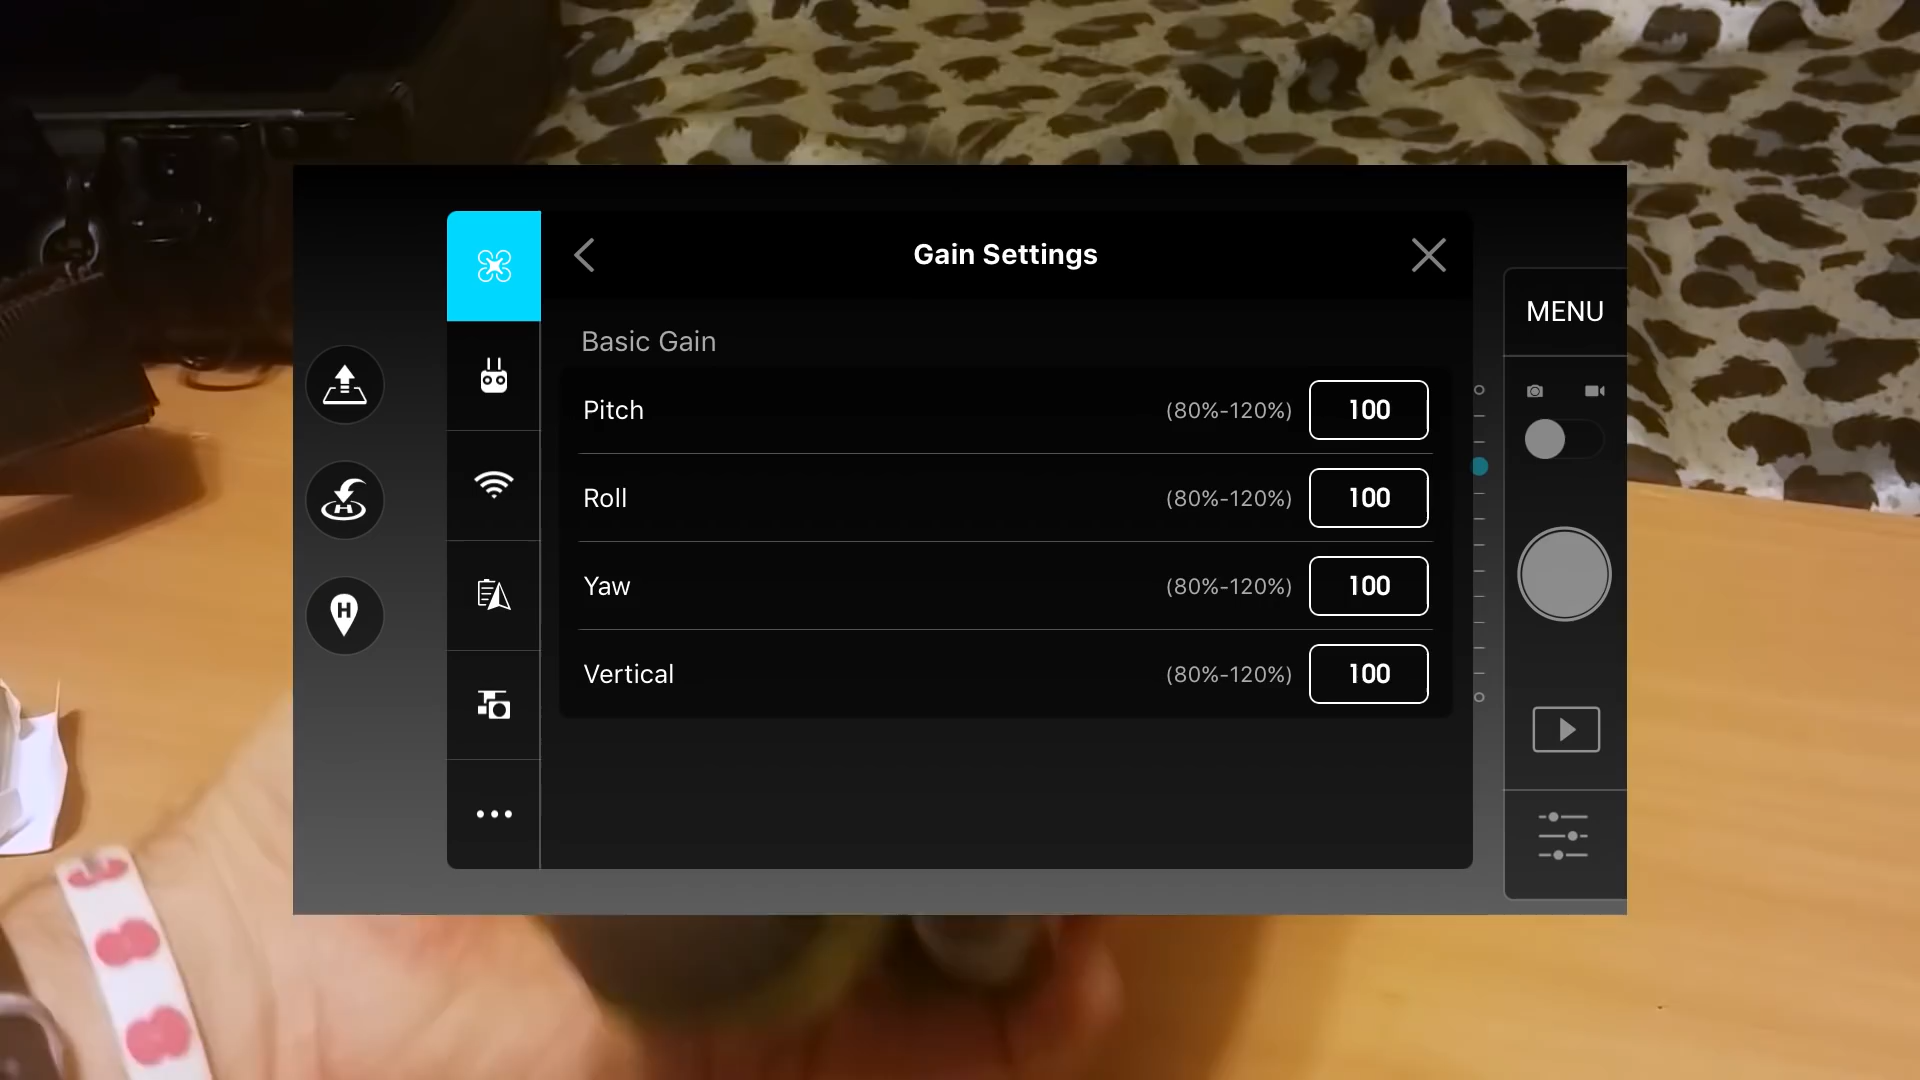 Gain Settings
MENU
Basic Gain
Pitch (80%-120%) 100
Roll (80%-120%) 100
Yaw (80%-120%) 100
Vertical (80%-120%) 100
H
H